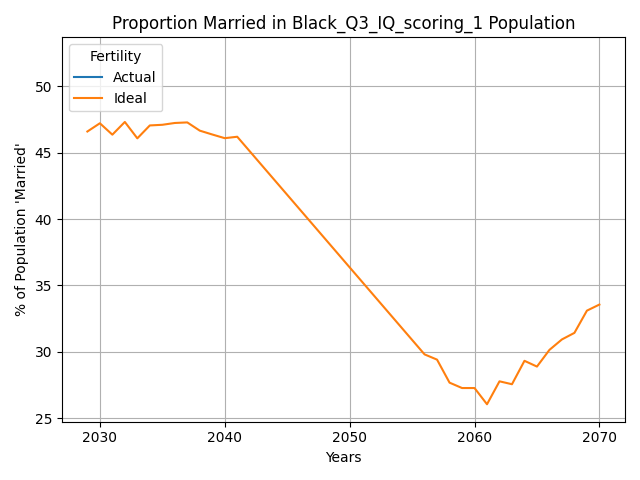 Proportion Married in Black_Q3_IQ_scoring_1 Population
Fertility
Actual
Ideal
% of Population 'Married'
50
45
40
35
30
25
2030
2040
2050
2060
2070
Years